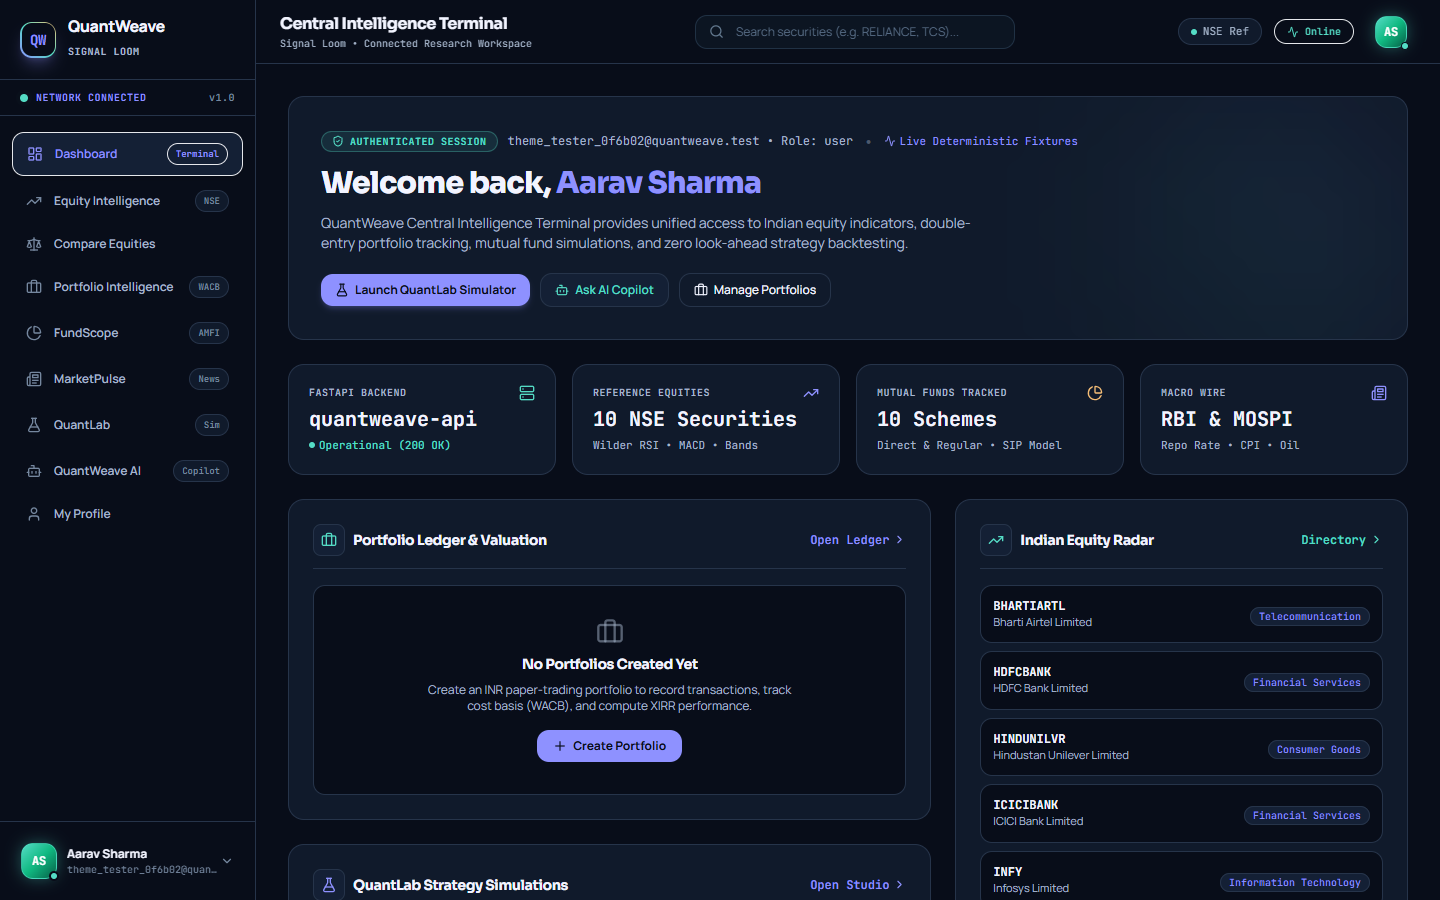 QW
QuantWeave
SIGNAL LOOM
NETWORK CONNECTED v1.0
Dashboard Terminal
Equity Intelligence NSE
Compare Equities
Portfolio Intelligence WACB
FundScope AMFI
MarketPulse News
QuantLab Sim
QuantWeave AI Copilot
My Profile
AS
Aarav Sharma
theme_tester_0f6b02@quan...
Central Intelligence Terminal
Signal Loom • Connected Research Workspace
Search securities (e.g. RELIANCE, TCS)...
NSE Ref
Online
AS
AUTHENTICATED SESSION theme_tester_0f6b02@quantweave.test • Role: user • Live Deterministic Fixtures
Welcome back, Aarav Sharma
QuantWeave Central Intelligence Terminal provides unified access to Indian equity indicators, double-
entry portfolio tracking, mutual fund simulations, and zero look-ahead strategy backtesting.
Launch QuantLab Simulator
Ask AI Copilot
Manage Portfolios
FASTAPI BACKEND
quantweave-api
Operational (200 OK)
REFERENCE EQUITIES
10 NSE Securities
Wilder RSI • MACD • Bands
MUTUAL FUNDS TRACKED
10 Schemes
Direct & Regular • SIP Model
MACRO WIRE
RBI & MOSPI
Repo Rate • CPI • Oil
Portfolio Ledger & Valuation
Open Ledger
No Portfolios Created Yet
Create an INR paper-trading portfolio to record transactions, track
cost basis (WACB), and compute XIRR performance.
Create Portfolio
QuantLab Strategy Simulations
Open Studio
Indian Equity Radar
Directory
BHARTIARTL
Bharti Airtel Limited
Telecommunication
HDFCBANK
HDFC Bank Limited
Financial Services
HINDUNILVR
Hindustan Unilever Limited
Consumer Goods
ICICIBANK
ICICI Bank Limited
Financial Services
INFY
Infosys Limited
Information Technology